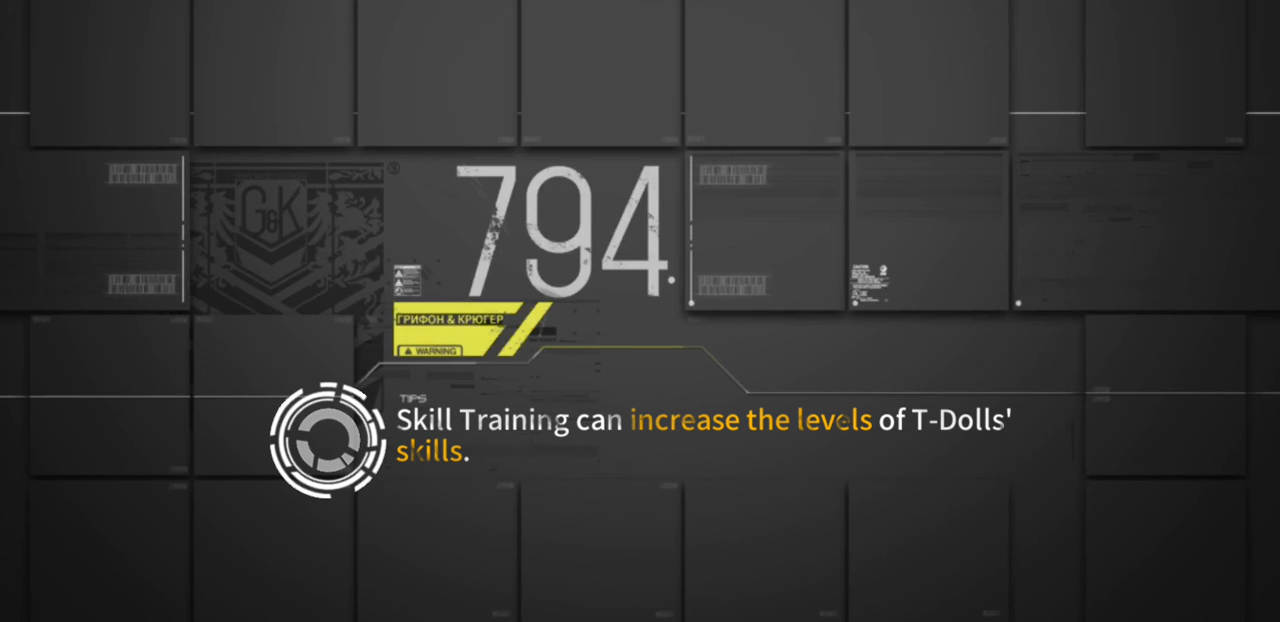 G&K
794.
ГРИФОН & КРЮГЕР
WARNING
TIPS
Skill Training can increase the levels of T-Dolls'
skills.